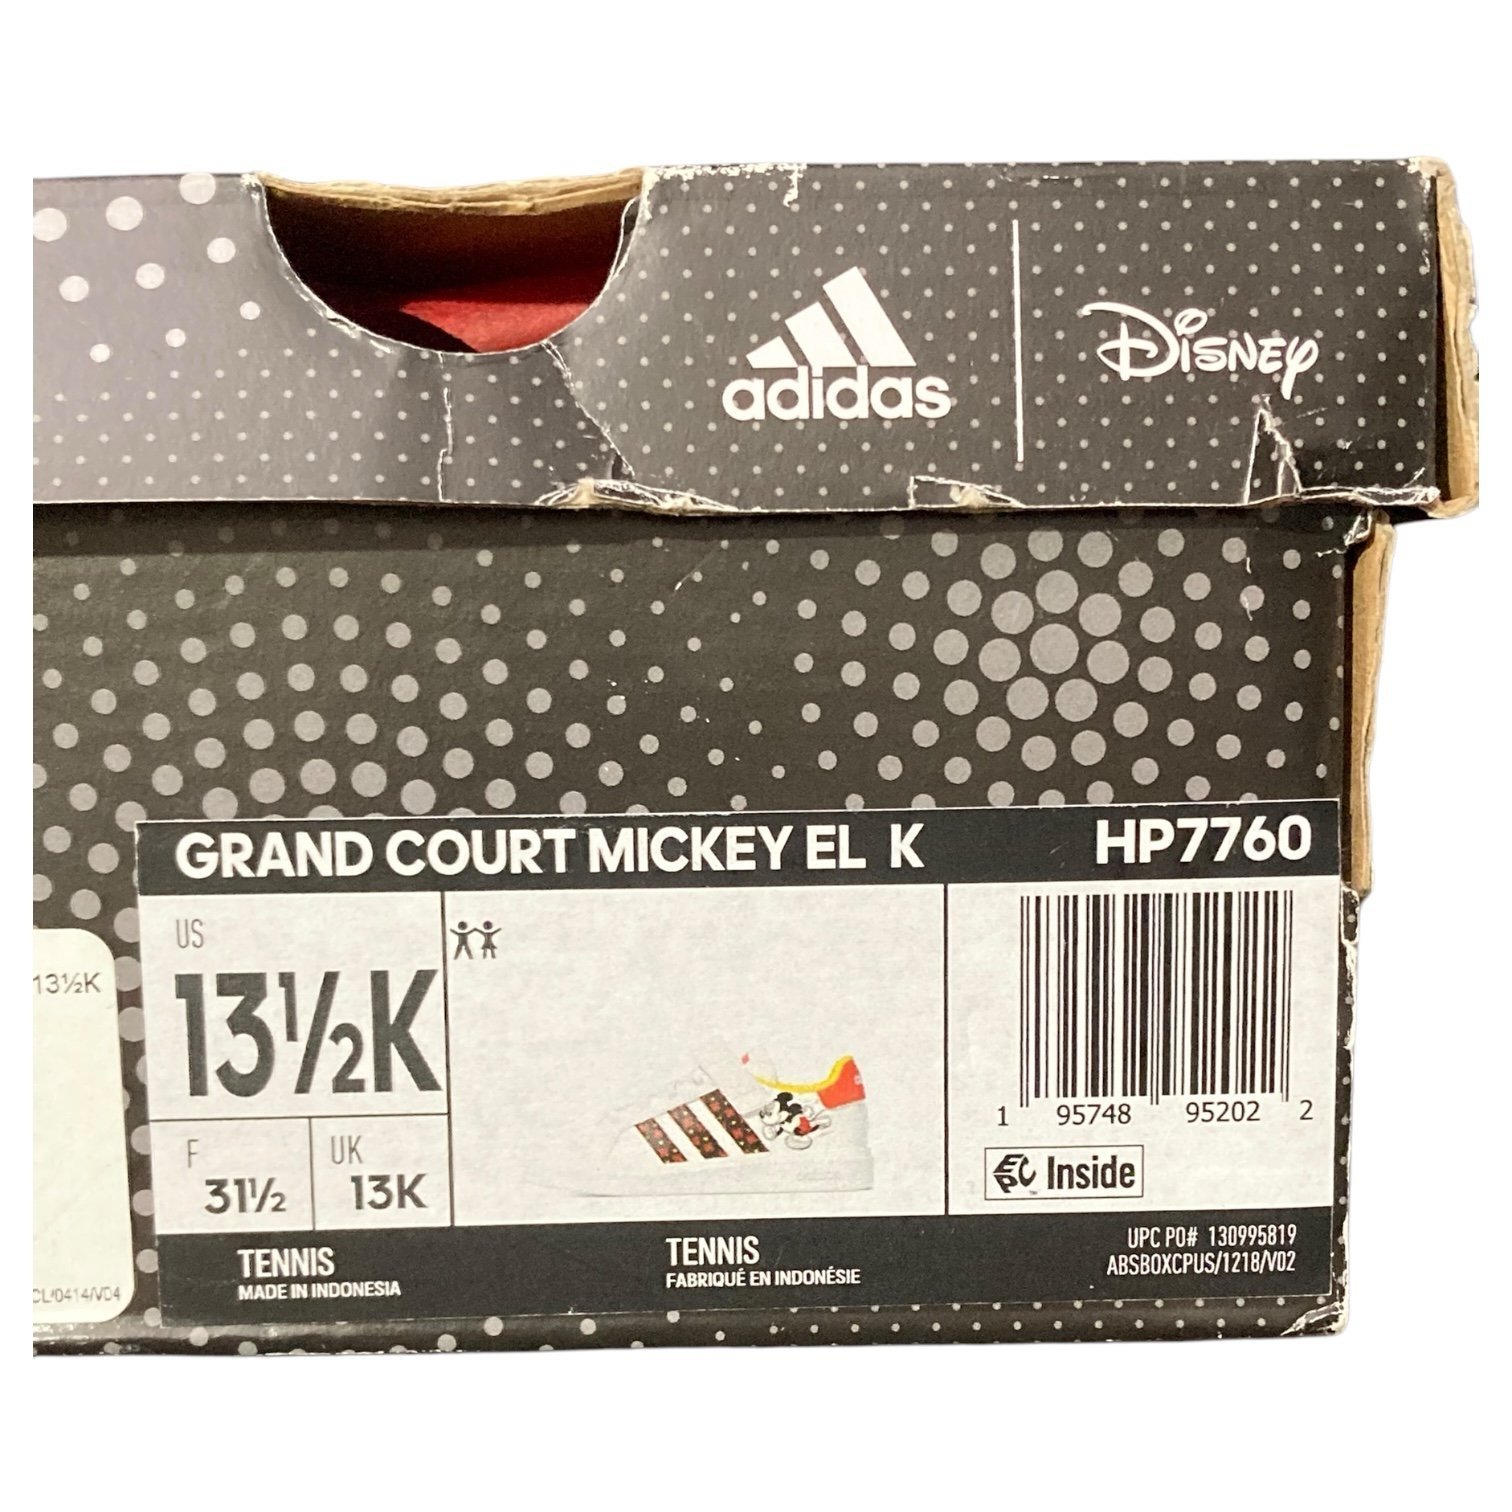 adidas
Disney
GRAND COURT MICKEY EL K
HP7760
13½K
US
13½K
F
31½
UK
13K
1 95748 95202 2
EPC Inside
TENNIS
MADE IN INDONESIA
TENNIS
FABRIQUÉ EN INDONÉSIE
UPC PO# 130995819
ABSBOXCPUS/1218/V02
CL/0414/V04